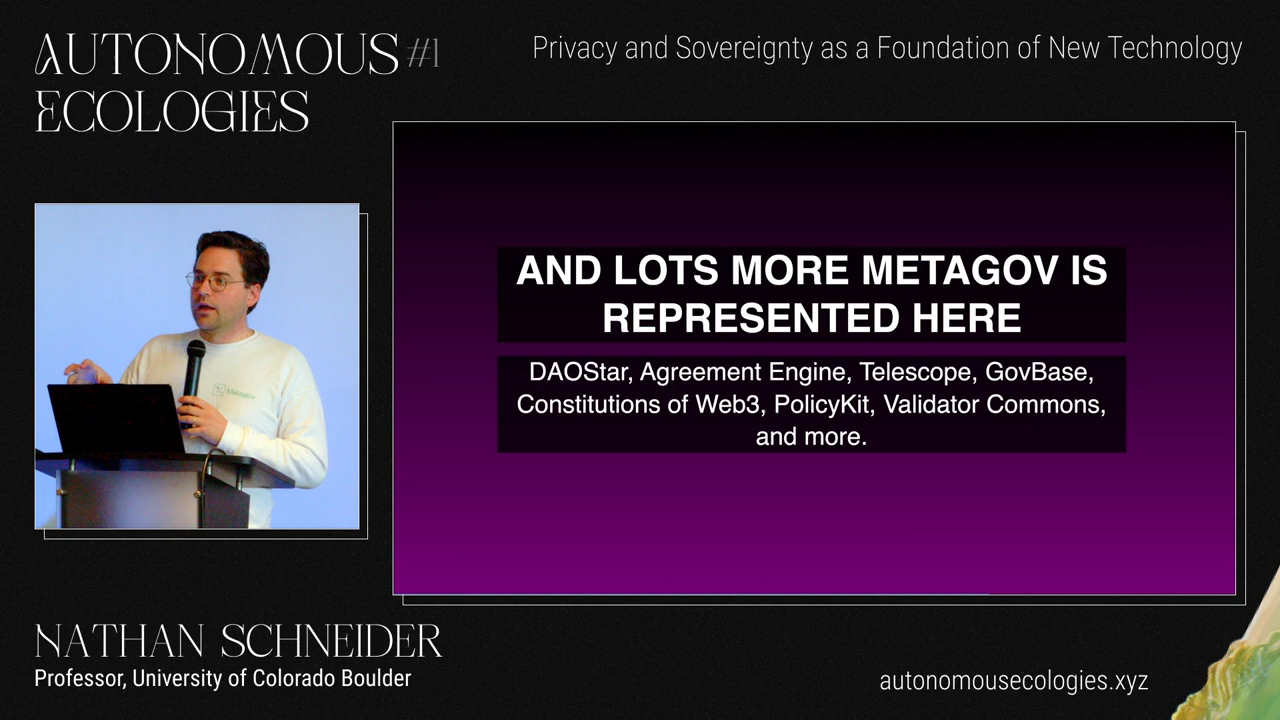 AUTONOMOUS #1
ECOLOGIES
Privacy and Sovereignty as a Foundation of New Technology
AND LOTS MORE METAGOV IS
REPRESENTED HERE
DAOStar, Agreement Engine, Telescope, GovBase,
Constitutions of Web3, PolicyKit, Validator Commons,
and more.
Metagov
NATHAN SCHNEIDER
Professor, University of Colorado Boulder
autonomousecologies.xyz